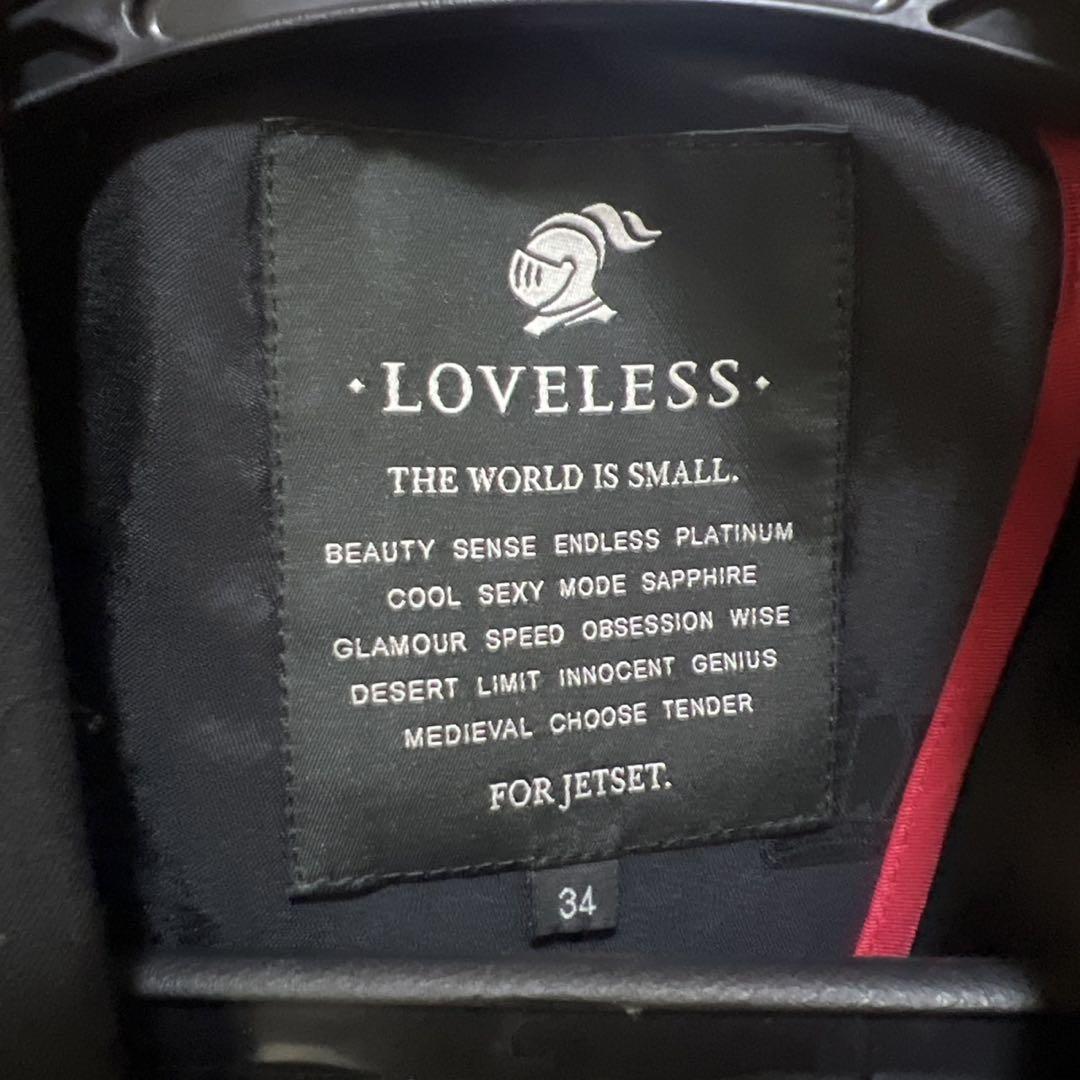 · LOVELESS ·
THE WORLD IS SMALL.
BEAUTY SENSE ENDLESS PLATINUM
COOL SEXY MODE SAPPHIRE
GLAMOUR SPEED OBSESSION WISE
DESERT LIMIT INNOCENT GENIUS
MEDIEVAL CHOOSE TENDER
FOR JETSET.
34